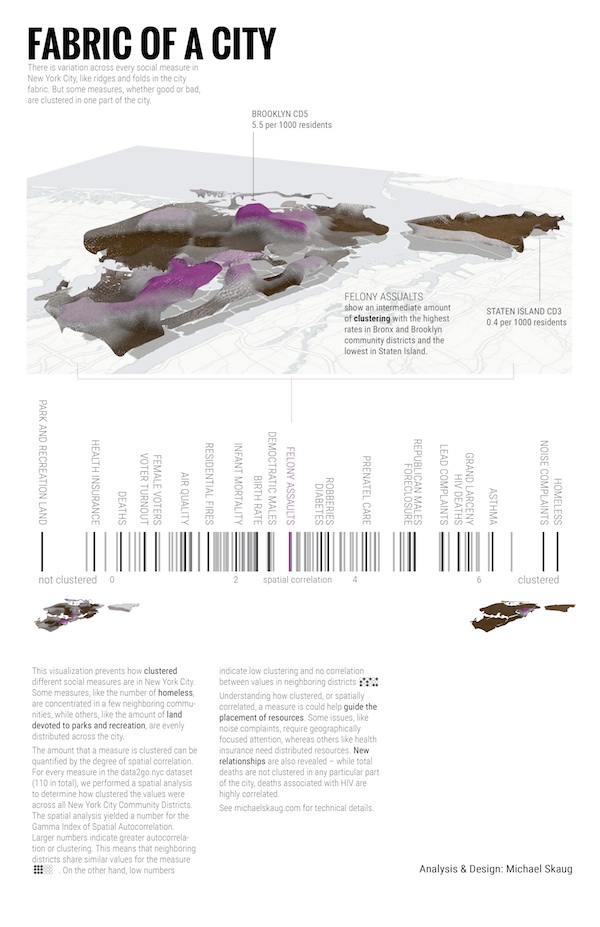 FABRIC OF A CITY
There is variation across every social measure in
New York City, like ridges and folds in the city
fabric. But some measures, whether good or bad,
are clustered in one part of the city.
BROOKLYN CD5
5.5 per 1000 residents
FELONY ASSUALTS
show an intermediate amount
of clustering with the highest
rates in Bronx and Brooklyn
community districts and the
lowest in Staten Island.
STATEN ISLAND CD3
0.4 per 1000 residents
PARK AND RECREATION LAND
HEALTH INSURANCE
DEATHS
VOTER TURNOUT
FEMALE VOTERS
AIR QUALITY
RESIDENTIAL FIRES
INFANT MORTALITY
BIRTH RATE
DEMOCTRATIC MALES
FELONY ASSAULTS
DIABETES
ROBBERIES
PRENATEL CARE
FORECLOSURE
REPUBLICAN MALES
LEAD COMPLAINTS
HIV DEATHS
GRAND LARCENY
ASTHMA
NOISE COMPLAINTS
HOMELESS
not clustered 0 2 spatial correlation 4 6 clustered
This visualization prevents how clustered
different social measures are in New York City.
Some measures, like the number of homeless,
are concentrated in a few neighboring commu-
nities, while others, like the amount of land
devoted to parks and recreation, are evenly
distributed across the city.
The amount that a measure is clustered can be
quantified by the degree of spatial correlation.
For every measure in the data2go.nyc dataset
(110 in total), we performed a spatial analysis
to determine how clustered the values were
across all New York City Community Districts.
The spatial analysis yielded a number for the
Gamma Index of Spatial Autocorrelation.
Larger numbers indicate greater autocorrela-
tion or clustering. This means that neighboring
districts share similar values for the measure
. On the other hand, low numbers
indicate low clustering and no correlation
between values in neighboring districts
Understanding how clustered, or spatially
correlated, a measure is could help guide the
placement of resources. Some issues, like
noise complaints, require geographically
focused attention, whereas others like health
insurance need distributed resources. New
relationships are also revealed – while total
deaths are not clustered in any particular part
of the city, deaths associated with HIV are
highly correlated.
See michaelskaug.com for technical details.
Analysis & Design: Michael Skaug